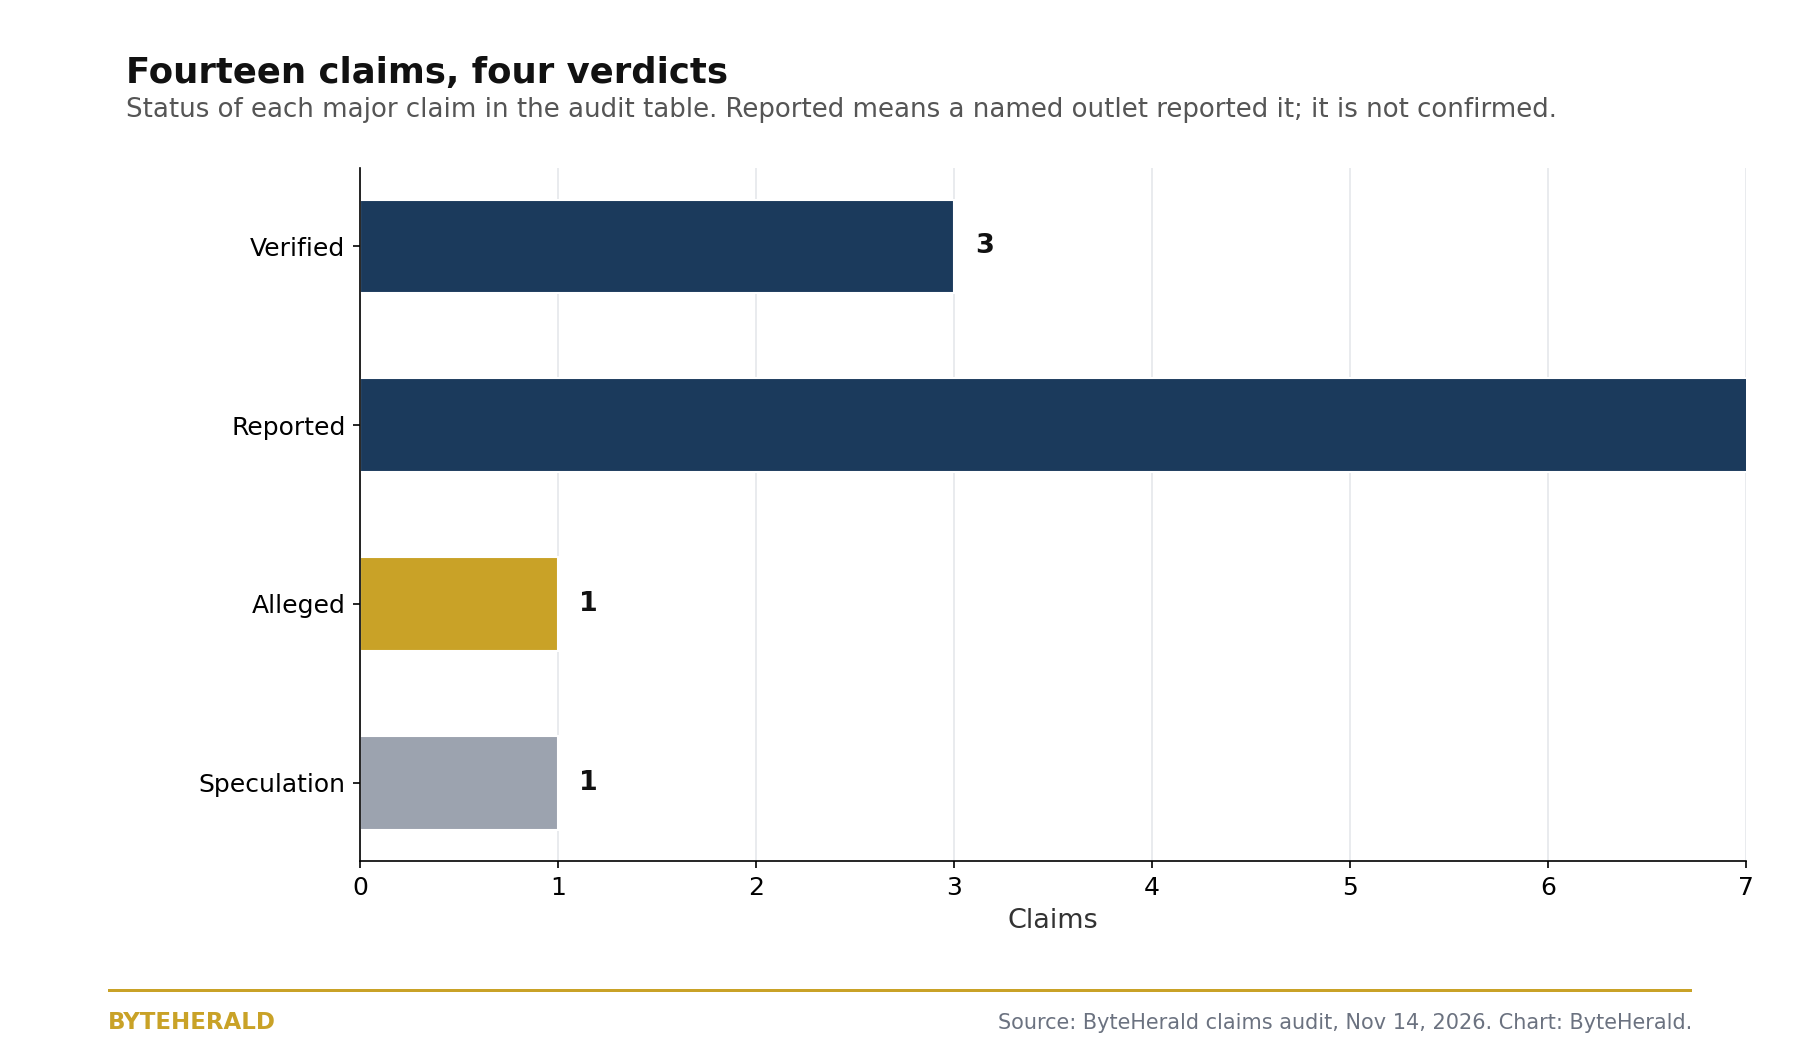 Fourteen claims, four verdicts
Status of each major claim in the audit table. Reported means a named outlet reported it; it is not confirmed.
Verified
3
Reported
Alleged
1
Speculation
1
0 1 2 3 4 5 6 7
Claims
BYTEHERALD
Source: ByteHerald claims audit, Nov 14, 2026. Chart: ByteHerald.